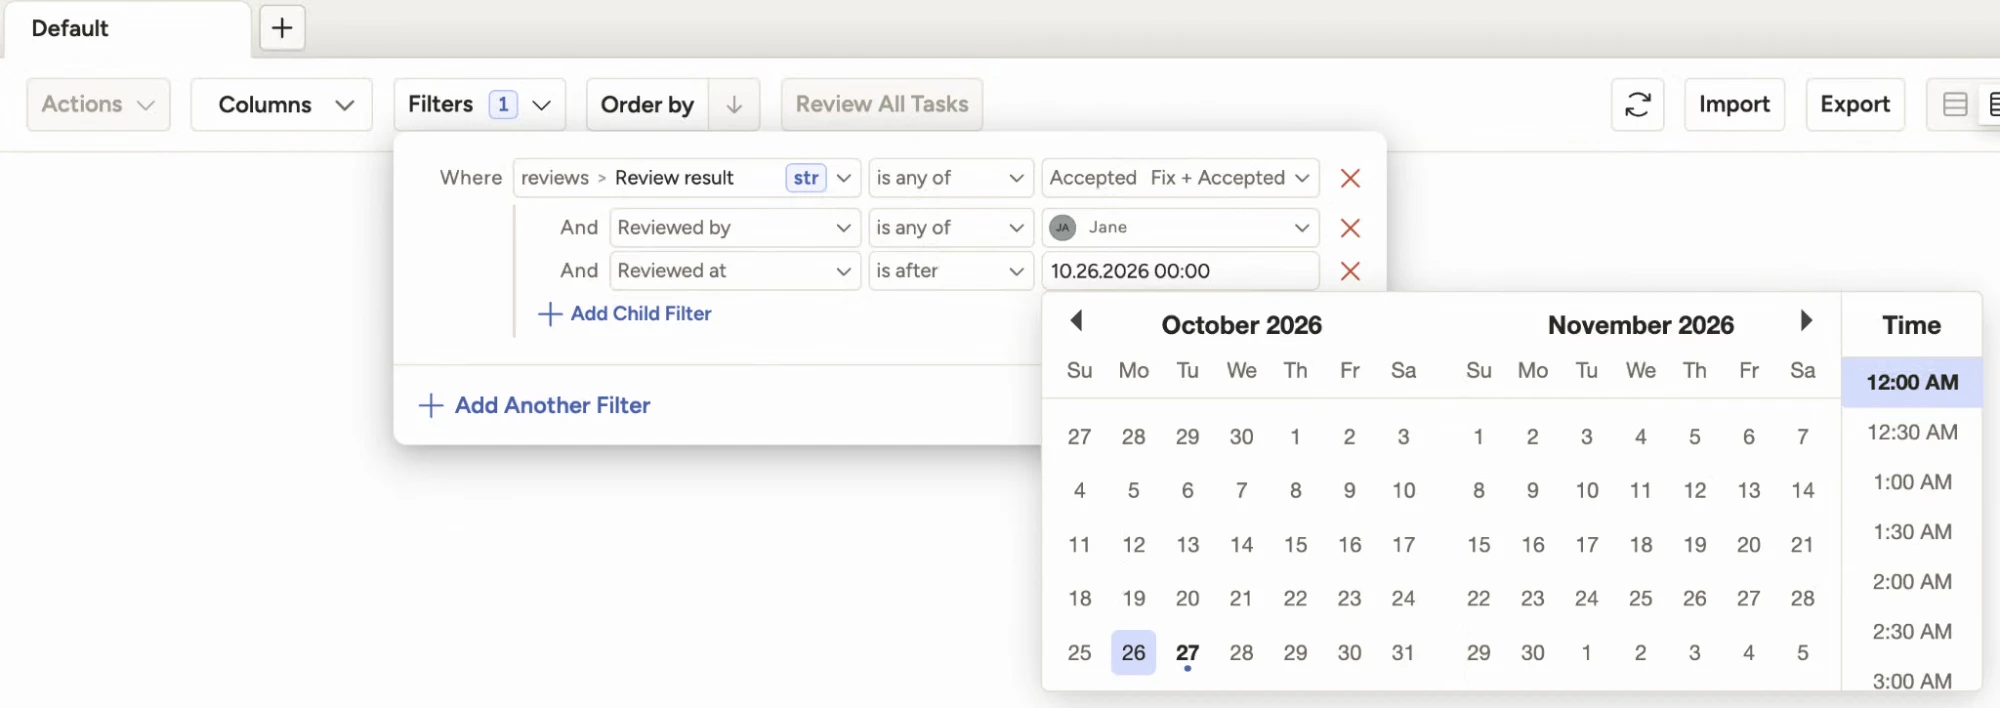 Default +
Actions Columns Filters 1 Order by Review All Tasks Import Export
Where reviews > Review result str is any of Accepted Fix + Accepted
And Reviewed by is any of JA Jane
And Reviewed at is after 10.26.2026 00:00
+ Add Child Filter
+ Add Another Filter
October 2026 November 2026 Time
Su Mo Tu We Th Fr Sa Su Mo Tu We Th Fr Sa
27 28 29 30 1 2 3 1 2 3 4 5 6 7
4 5 6 7 8 9 10 8 9 10 11 12 13 14
11 12 13 14 15 16 17 15 16 17 18 19 20 21
18 19 20 21 22 23 24 22 23 24 25 26 27 28
25 26 27 28 29 30 31 29 30 1 2 3 4 5
12:00 AM
12:30 AM
1:00 AM
1:30 AM
2:00 AM
2:30 AM
3:00 AM